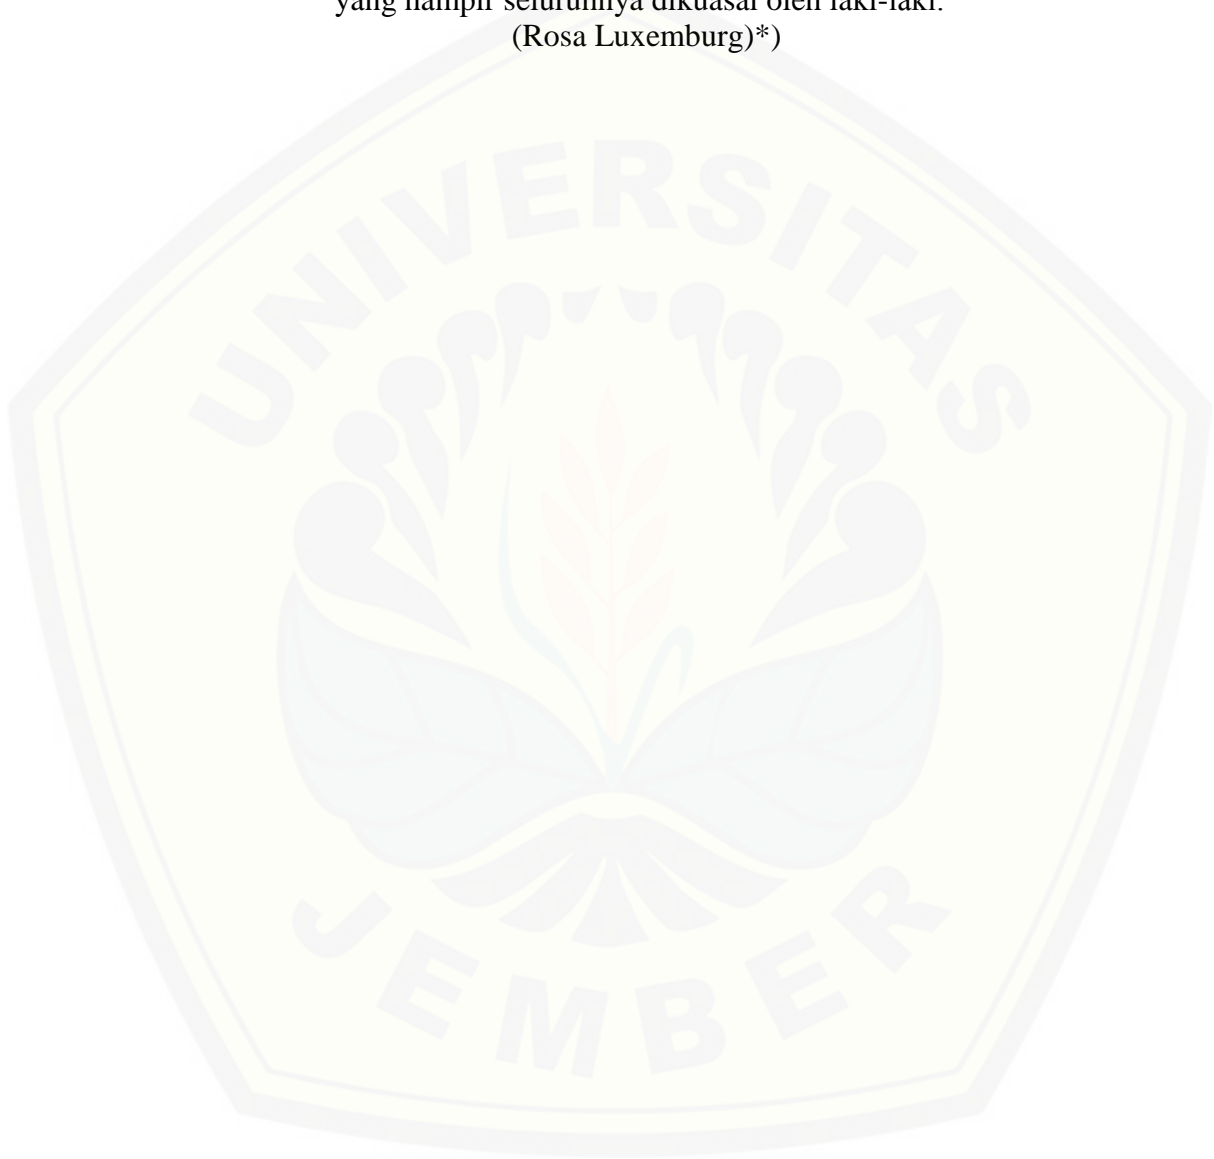 yang hampir seluruhnya dikuasai oleh laki-laki.
(Rosa Luxemburg)*)
UNIVERSITAS
JEMBER